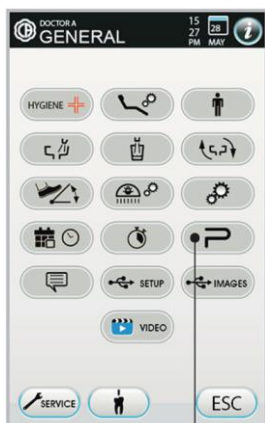 DOCTOR A
GENERAL
15
27
PM
28
MAY
i
HYGIENE
SETUP
IMAGES
VIDEO
SERVICE
ESC